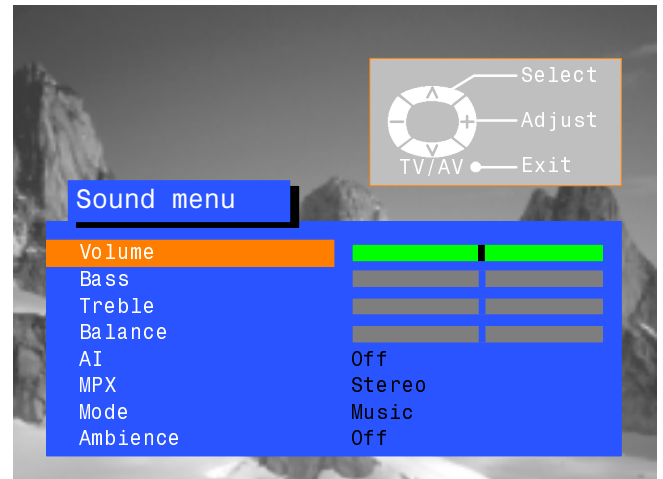 Select
Adjust
TV/AV Exit
Sound menu
Volume
Bass
Treble
Balance
AI Off
MPX Stereo
Mode Music
Ambience Off